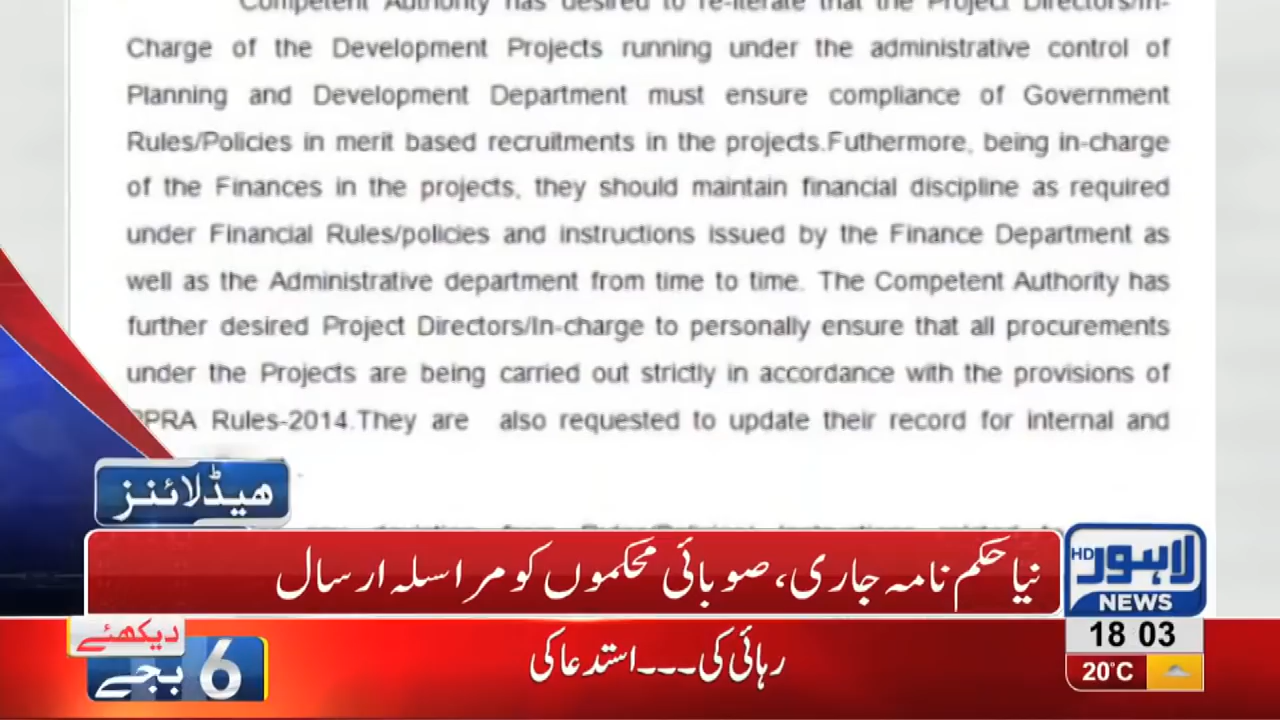 Competent Authority has desired to re-iterate that the Project Directors/In-
Charge of the Development Projects running under the administrative control of
Planning and Development Department must ensure compliance of Government
Rules/Policies in merit based recruitments in the projects.Futhermore, being in-charge
of the Finances in the projects, they should maintain financial discipline as required
under Financial Rules/policies and instructions issued by the Finance Department as
well as the Administrative department from time to time. The Competent Authority has
further desired Project Directors/In-charge to personally ensure that all procurements
under the Projects are being carried out strictly in accordance with the provisions of
PPRA Rules-2014.They are also requested to update their record for internal and
ہیڈلائنز
نیا حکم نامہ جاری، صوبائی محکموں کو مراسلہ ارسال
HD لاہور
NEWS
دیکھئے
6 بجے
رہائی کی۔۔۔استدعا کی
18 03
20°C